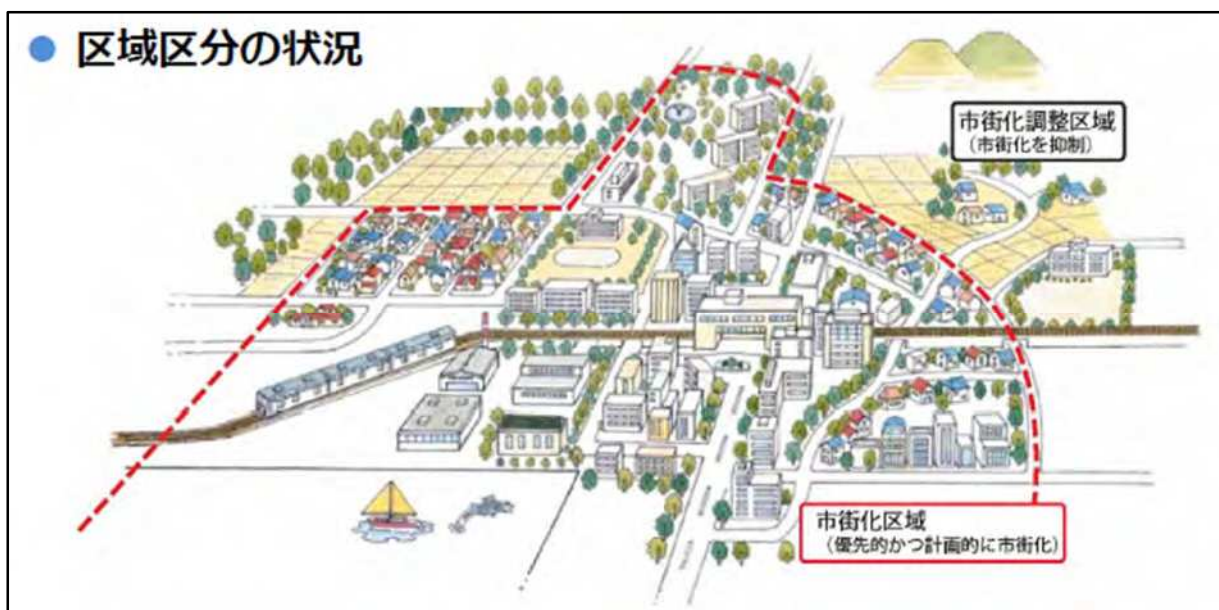 ● 区域区分の状況
市街化調整区域
(市街化を抑制)
市街化区域
(優先的かつ計画的に市街化)